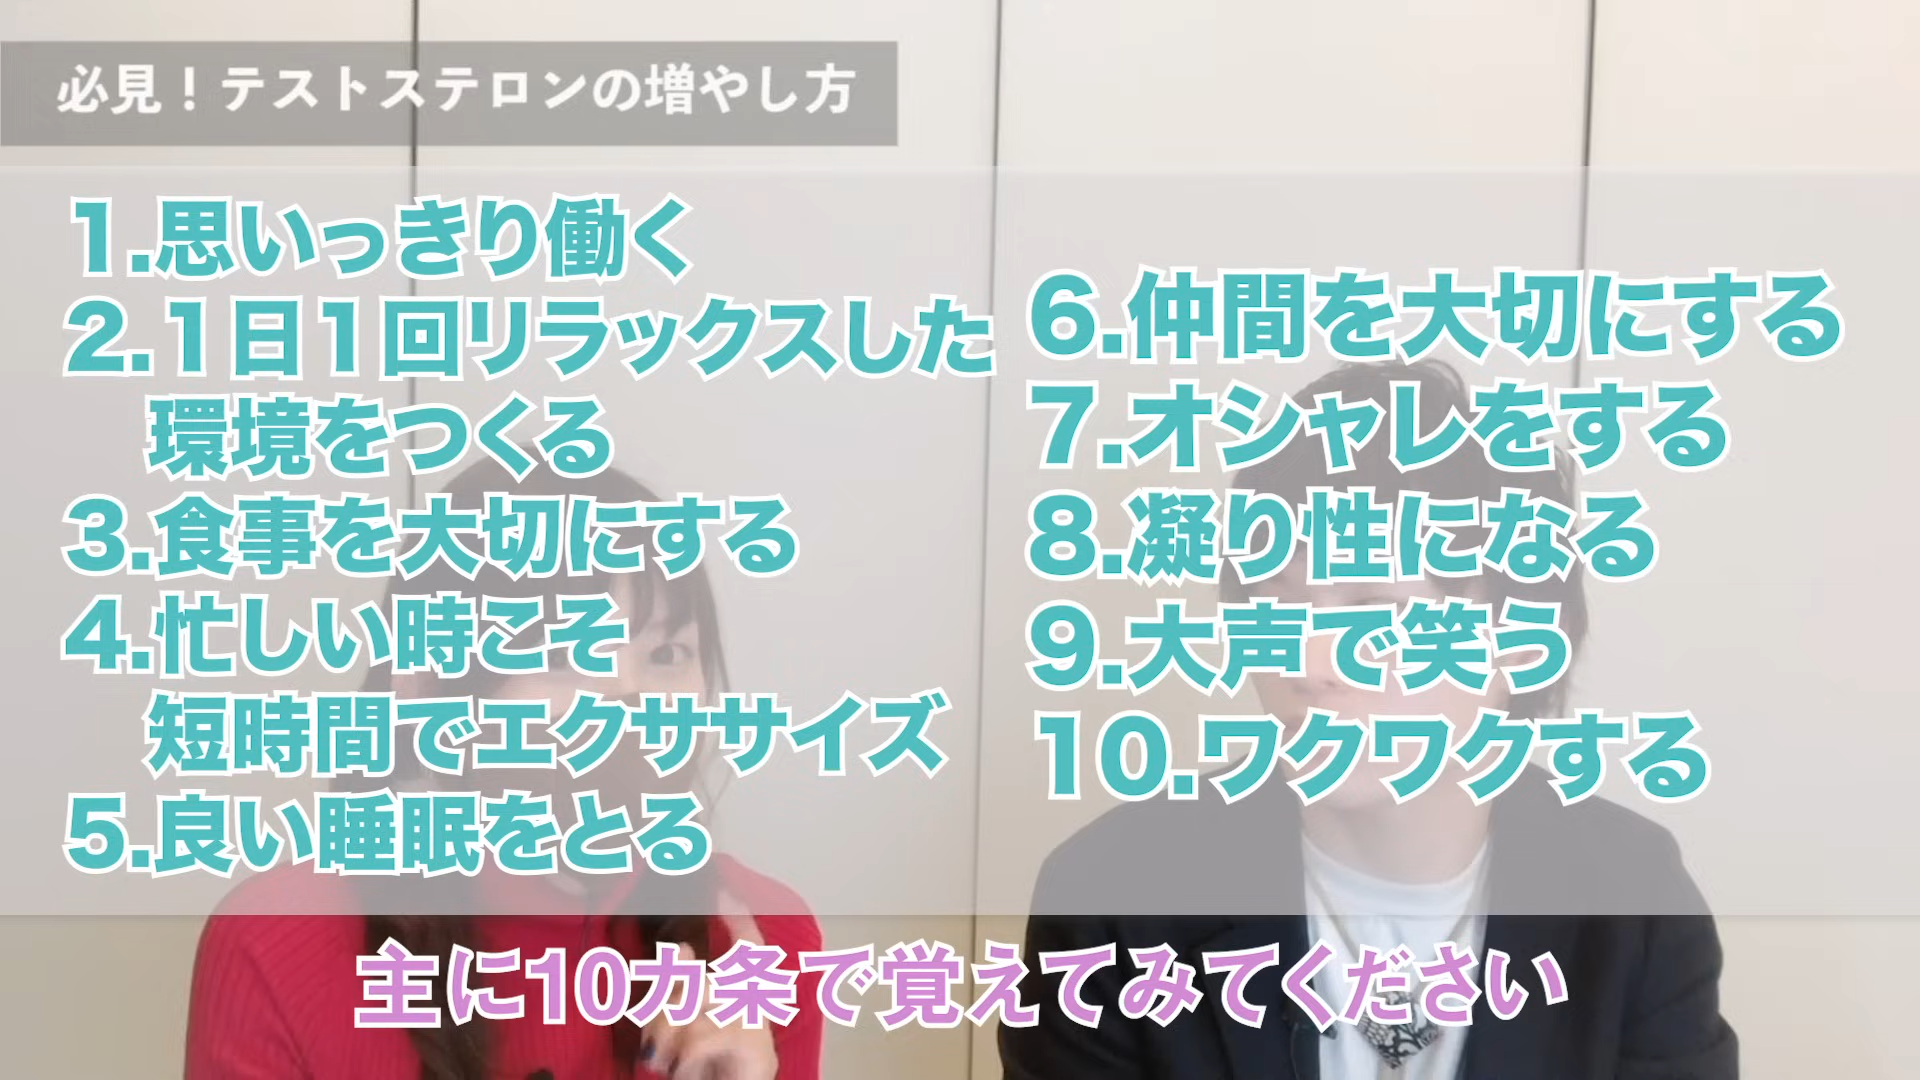 必見！テストステロンの増やし方
1.思いっきり働く
2.1日1回リラックスした
環境をつくる
3.食事を大切にする
4.忙しい時こそ
短時間でエクササイズ
5.良い睡眠をとる
6.仲間を大切にする
7.オシャレをする
8.凝り性になる
9.大声で笑う
10.ワクワクする
主に10カ条で覚えてみてください